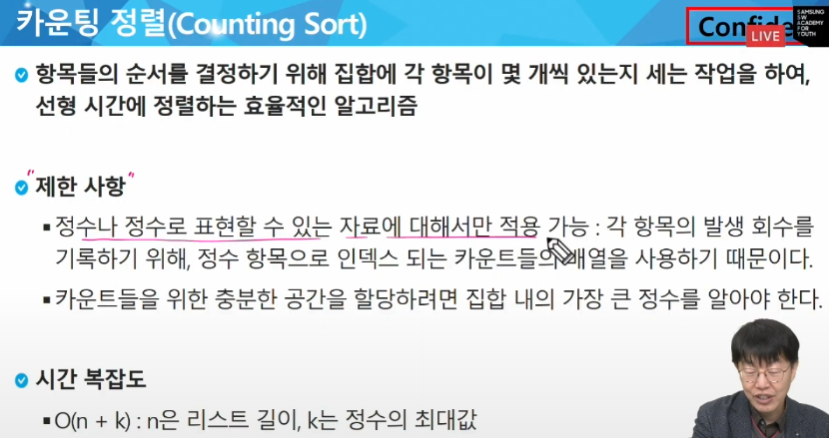 카운팅 정렬(Counting Sort)
LIVE
SAMSUNG
SW
ACADEMY
FOR
YOUTH
항목들의 순서를 결정하기 위해 집합에 각 항목이 몇 개씩 있는지 세는 작업을 하여,
선형 시간에 정렬하는 효율적인 알고리즘
"제한 사항"
▪ 정수나 정수로 표현할 수 있는 자료에 대해서만 적용 가능 : 각 항목의 발생 회수를
기록하기 위해, 정수 항목으로 인덱스 되는 카운트들의 배열을 사용하기 때문이다.
▪ 카운트들을 위한 충분한 공간을 할당하려면 집합 내의 가장 큰 정수를 알아야 한다.
시간 복잡도
▪ O(n + k) : n은 리스트 길이, k는 정수의 최대값